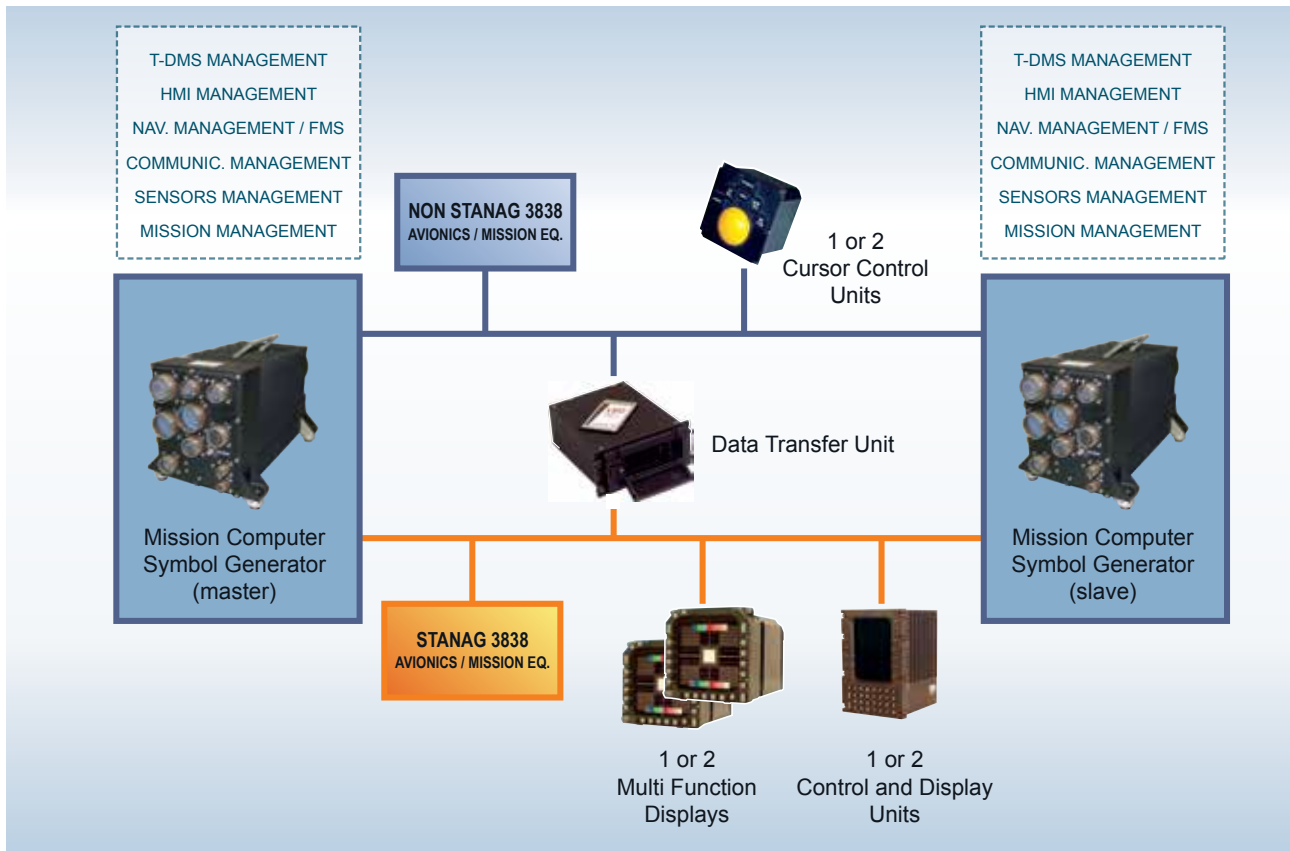 T-DMS MANAGEMENT
HMI MANAGEMENT
NAV. MANAGEMENT / FMS
COMMUNIC. MANAGEMENT
SENSORS MANAGEMENT
MISSION MANAGEMENT
T-DMS MANAGEMENT
HMI MANAGEMENT
NAV. MANAGEMENT / FMS
COMMUNIC. MANAGEMENT
SENSORS MANAGEMENT
MISSION MANAGEMENT
NON STANAG 3838
AVIONICS / MISSION EQ.
1 or 2
Cursor Control
Units
Data Transfer Unit
Mission Computer
Symbol Generator
(master)
Mission Computer
Symbol Generator
(slave)
STANAG 3838
AVIONICS / MISSION EQ.
1 or 2
Multi Function
Displays
1 or 2
Control and Display
Units